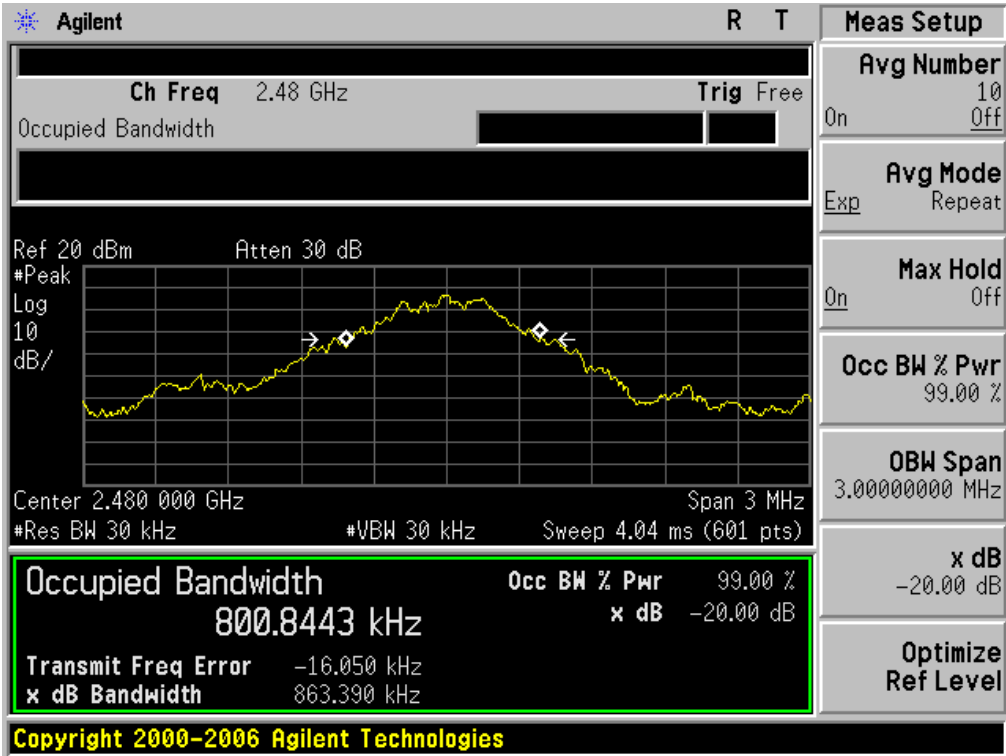 Agilent R T
Meas Setup
Ch Freq 2.48 GHz Trig Free
Occupied Bandwidth
Ref 20 dBm Atten 30 dB
#Peak
Log
10
dB/
Center 2.480 000 GHz Span 3 MHz
#Res BW 30 kHz #VBW 30 kHz Sweep 4.04 ms (601 pts)
Occupied Bandwidth Occ BW % Pwr 99.00 %
800.8443 kHz x dB -20.00 dB
Transmit Freq Error -16.050 kHz
x dB Bandwidth 863.390 kHz
Avg Number
10
On Off
Avg Mode
Exp Repeat
Max Hold
On Off
Occ BW % Pwr
99.00 %
OBW Span
3.00000000 MHz
x dB
-20.00 dB
Optimize
Ref Level
Copyright 2000-2006 Agilent Technologies